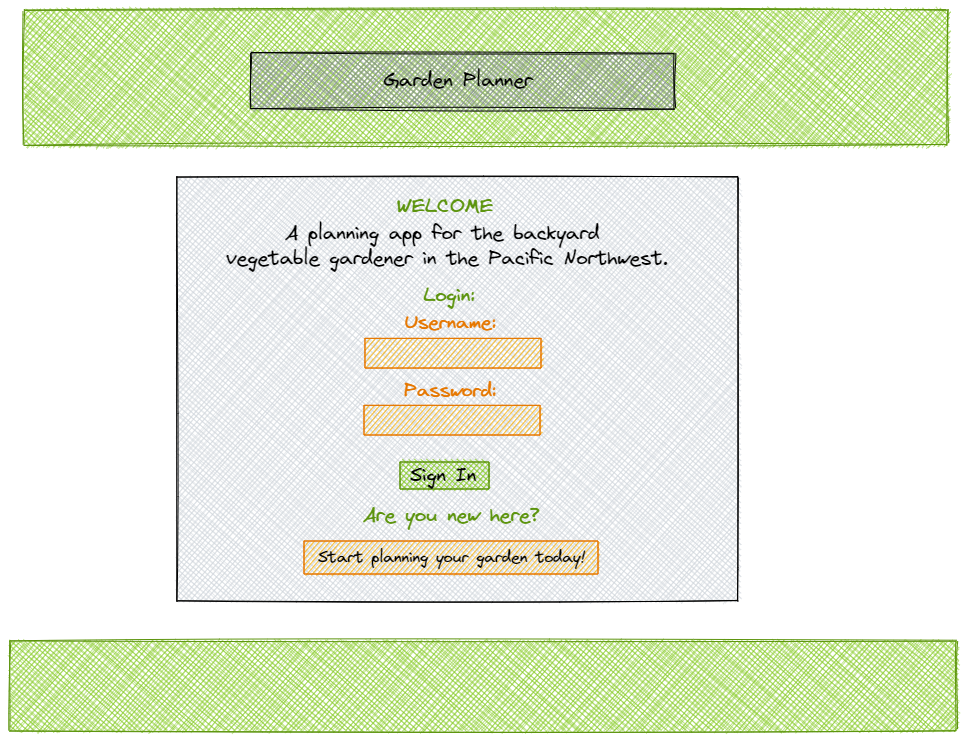 Garden Planner
WELCOME
A planning app for the backyard
vegetable gardener in the Pacific Northwest.
Login:
Username:
Password:
Sign In
Are you new here?
Start planning your garden today!